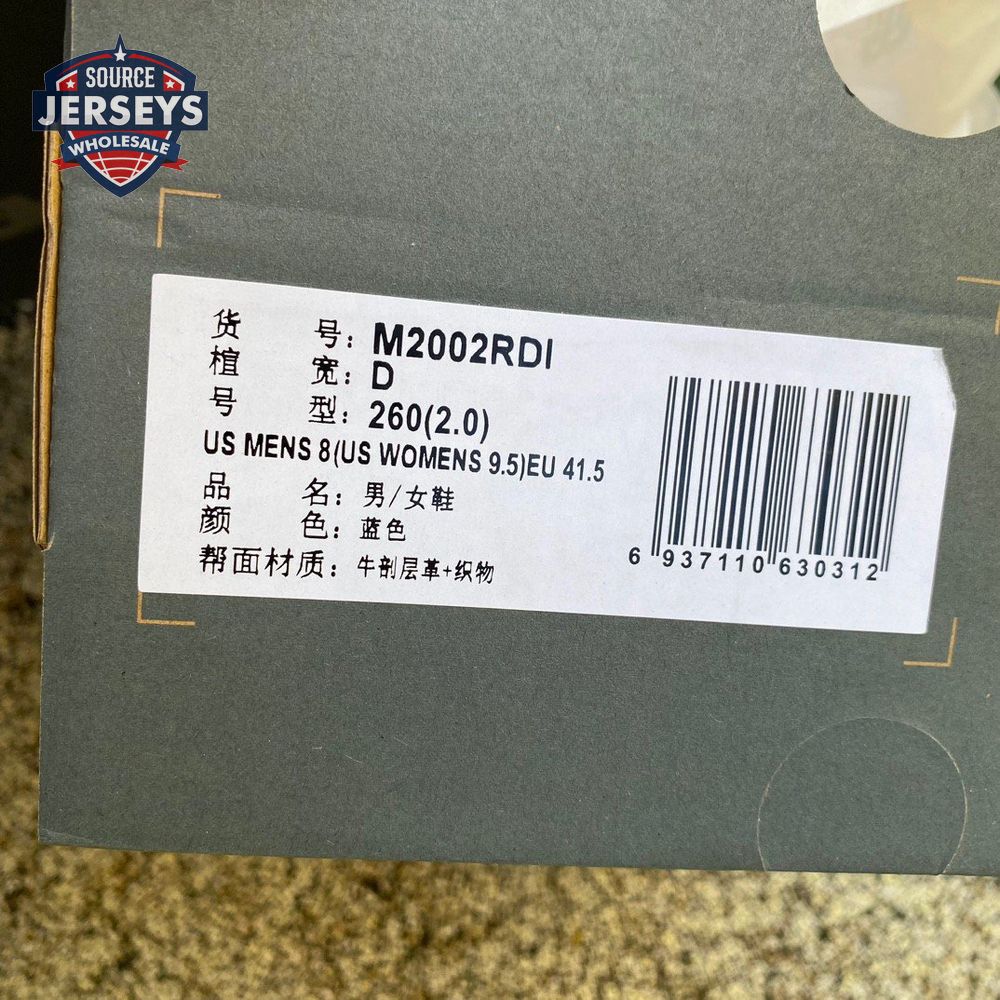 SOURCE
JERSEYS
WHOLESALE
货 号: M2002RDI
楦 宽: D
号 型: 260(2.0)
US MENS 8(US WOMENS 9.5)EU 41.5
品 名: 男/女鞋
颜 色: 蓝色
帮面材质: 牛剖层革+织物
6 937110 630312